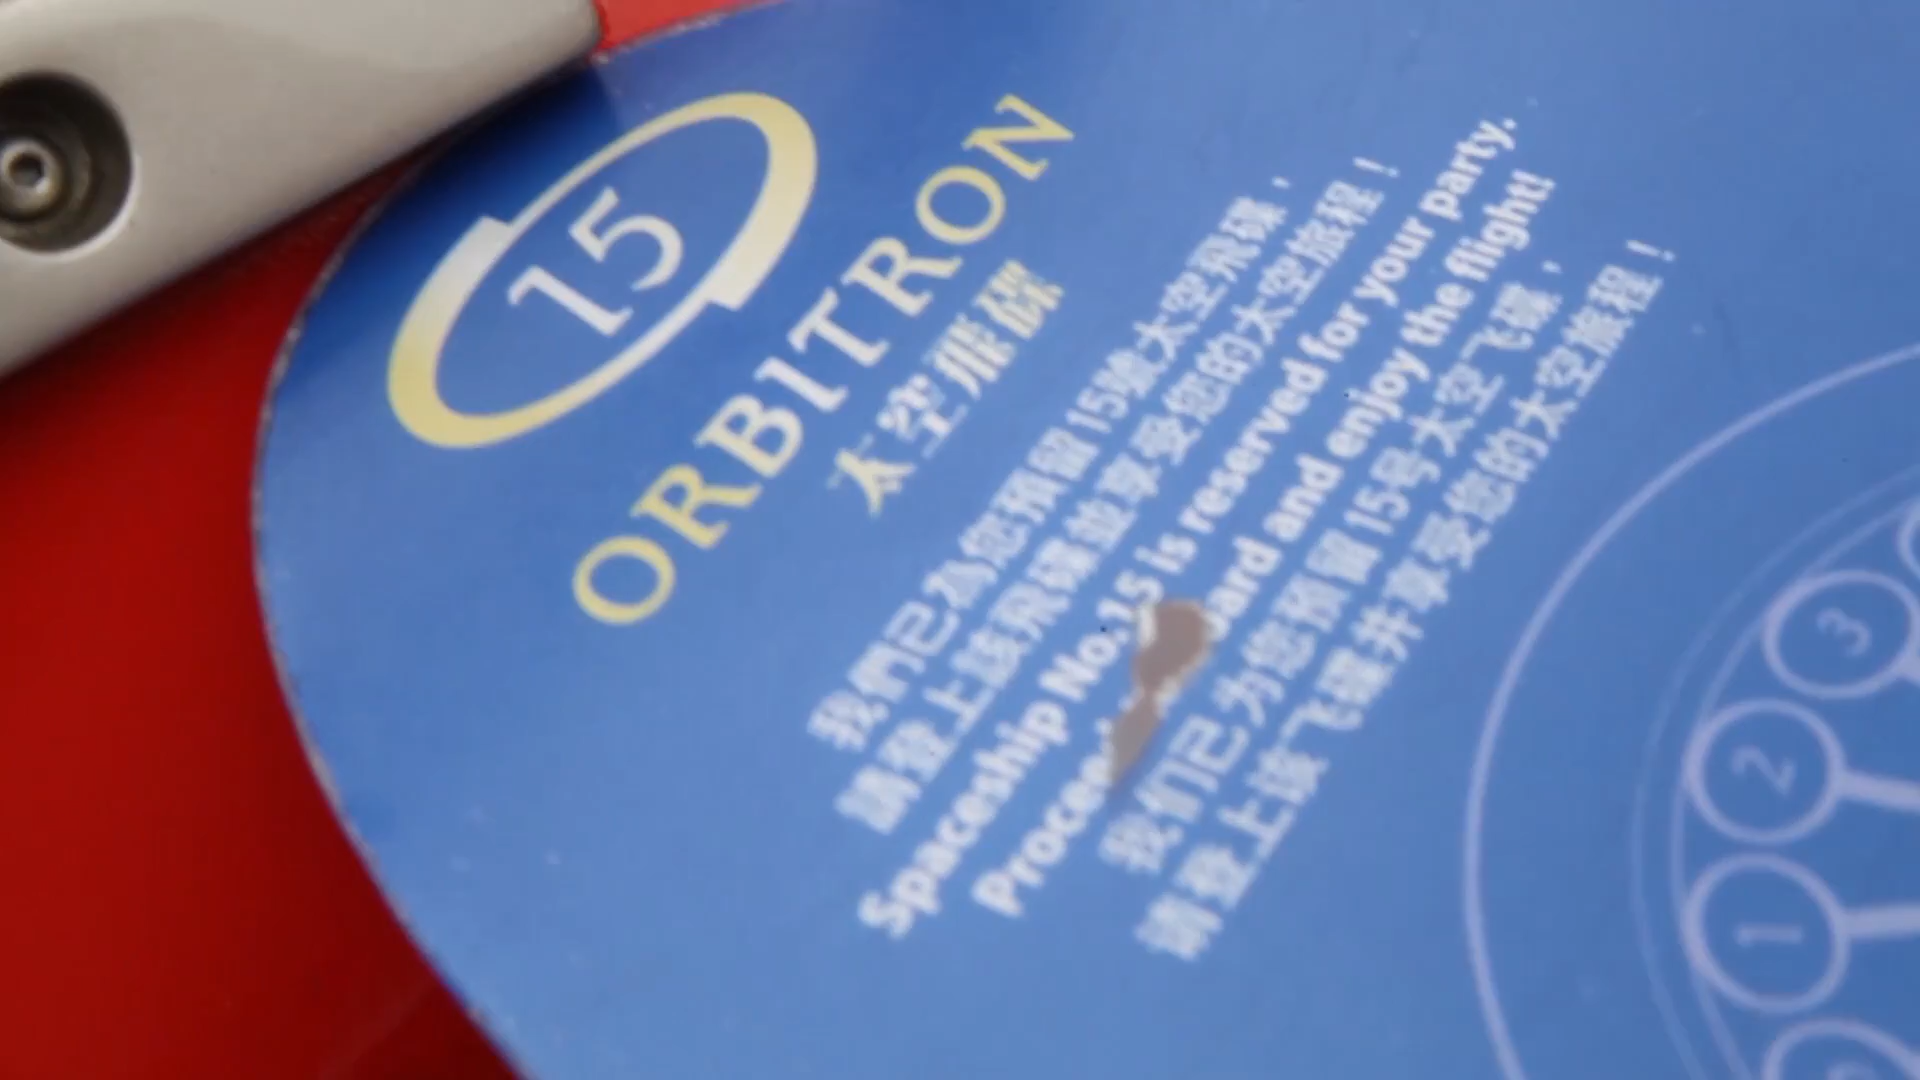 15
ORBITRON
太空飛碟
我們已為您預留15號太空飛碟，
請登上該飛碟並享受您的太空旅程！
Spaceship No.15 is reserved for your party.
and enjoy the flight!
我们已为您预留15号太空飞碟，
请登上该飞碟并享受您的太空旅程！
3
2
1